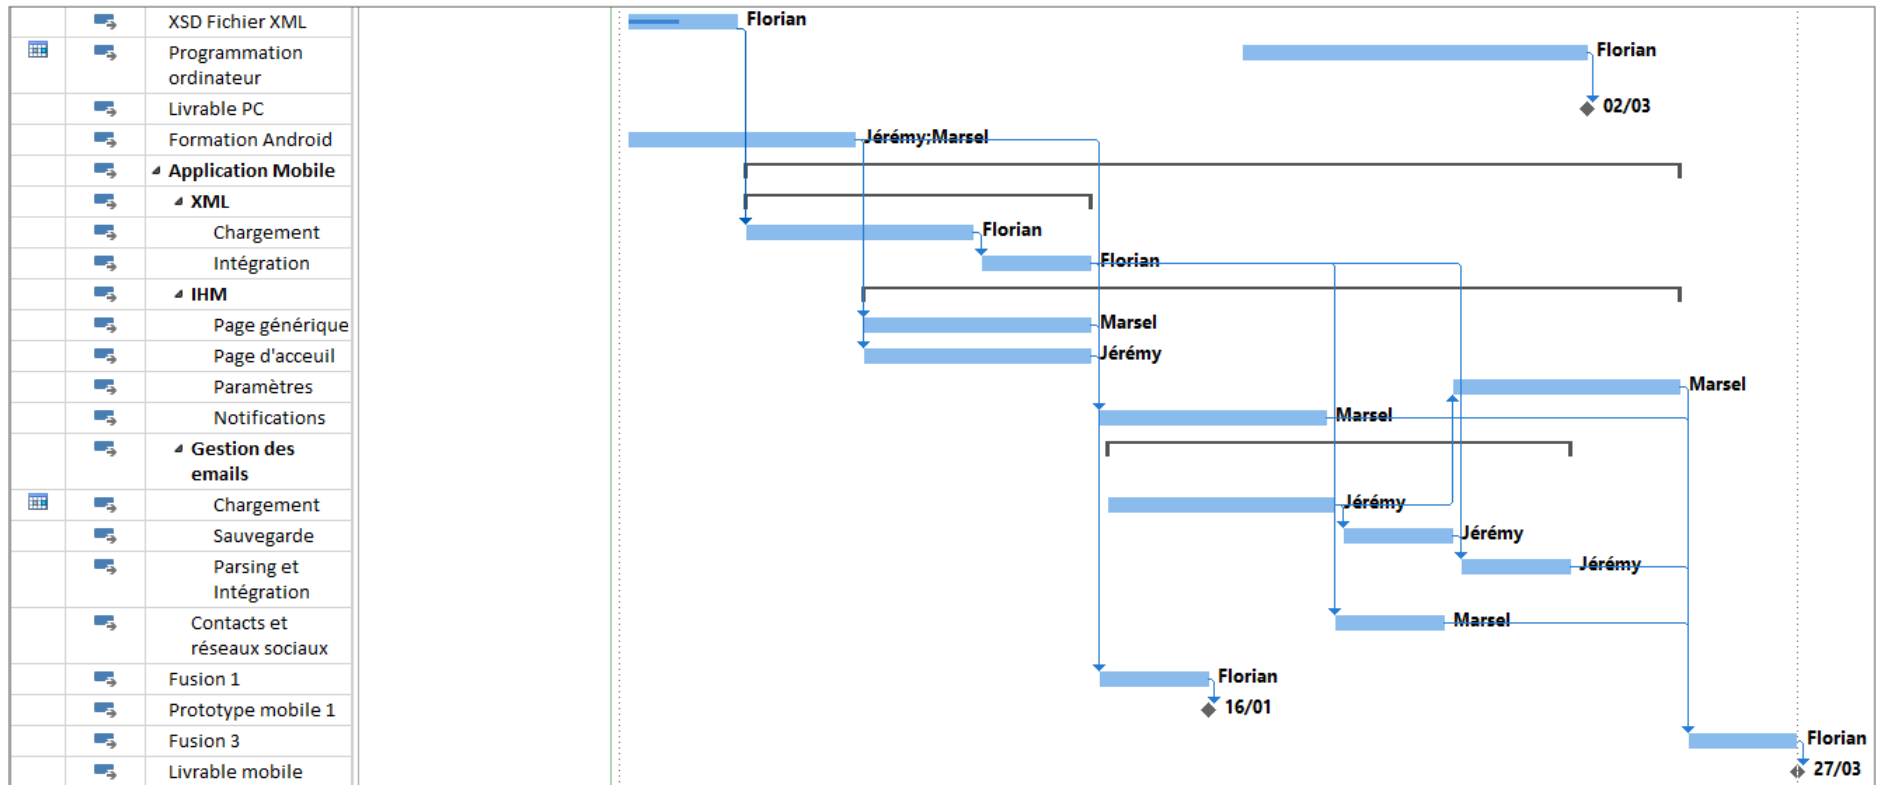 XSD Fichier XML Florian
Programmation Florian
ordinateur
Livrable PC 02/03
Formation Android Jérémy;Marsel
Application Mobile
XML
Chargement Florian
Intégration Florian
IHM
Page générique Marsel
Page d'acceuil Jérémy
Paramètres Marsel
Notifications Marsel
Gestion des
emails
Chargement Jérémy
Sauvegarde Jérémy
Parsing et Jérémy
Intégration
Contacts et Marsel
réseaux sociaux
Fusion 1 Florian
Prototype mobile 1 16/01
Fusion 3 Florian
Livrable mobile 27/03